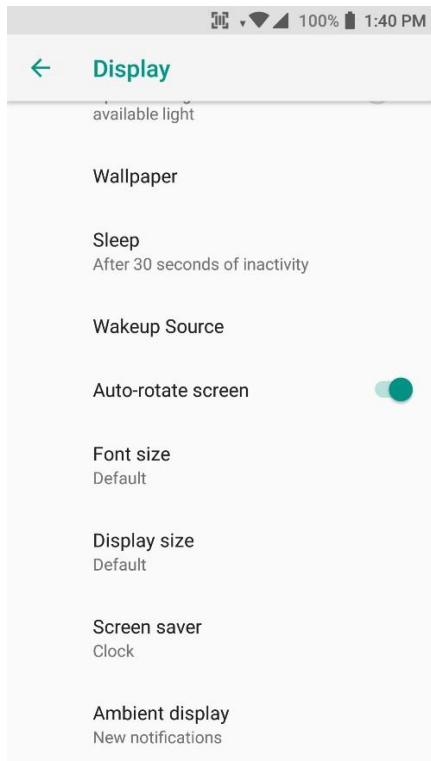 100% 1:40 PM
Display
available light
Wallpaper
Sleep
After 30 seconds of inactivity
Wakeup Source
Auto-rotate screen
Font size
Default
Display size
Default
Screen saver
Clock
Ambient display
New notifications